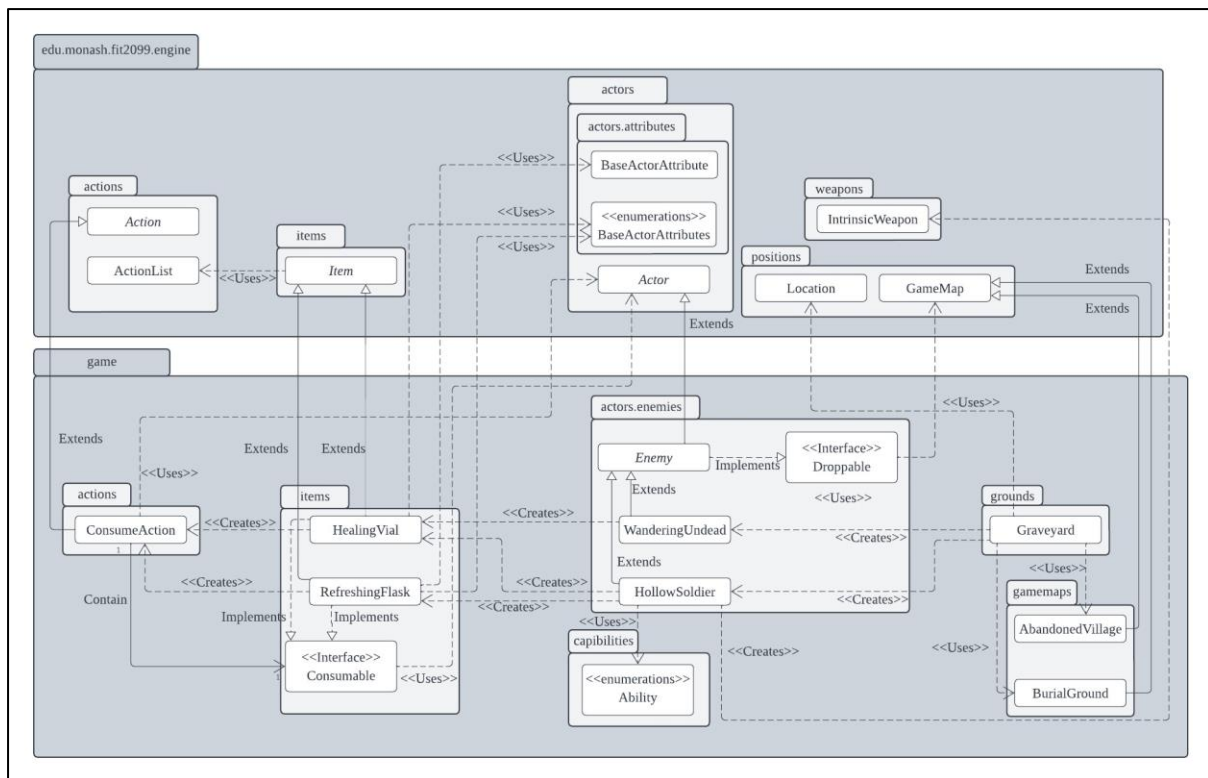 edu.monash.fit2099.engine
actors
actors.attributes
<<Uses>>
BaseActorAttribute
actions
weapons
Action
<<Uses>>
<<enumerations>>
BaseActorAttributes
IntrinsicWeapon
items
<<Uses>>
positions
ActionList
<<Uses>>
Item
Actor
Location
GameMap
Extends
Extends
Extends
game
actors.enemies
<<Uses>>
Extends
Extends
Extends
Enemy
Implements
<<Interface>>
Droppable
<<Uses>>
Extends
<<Uses>>
actions
items
grounds
ConsumeAction
1
<<Creates>>
HealingVial
<<Creates>>
WanderingUndead
<<Creates>>
Graveyard
Extends
<<Creates>>
RefreshingFlask
<<Creates>>
HollowSoldier
<<Creates>>
<<Uses>>
Contain
Implements
Implements
<<Creates>>
<<Uses>>
gamemaps
AbandonedVillage
<<Interface>>
Consumable
1
<<Uses>>
capibilities
<<Creates>>
<<Uses>>
<<enumerations>>
Ability
BurialGround